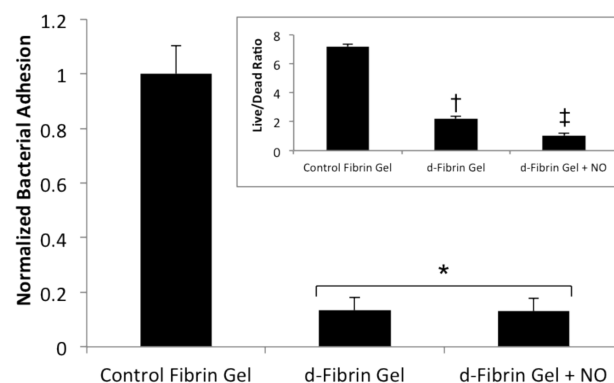 Normalized Bacterial Adhesion
1.2
1
0.8
0.6
0.4
0.2
0
Control Fibrin Gel
d-Fibrin Gel
d-Fibrin Gel + NO
*
Live/Dead Ratio
8
6
4
2
0
†
‡
Control Fibrin Gel
d-Fibrin Gel
d-Fibrin Gel + NO